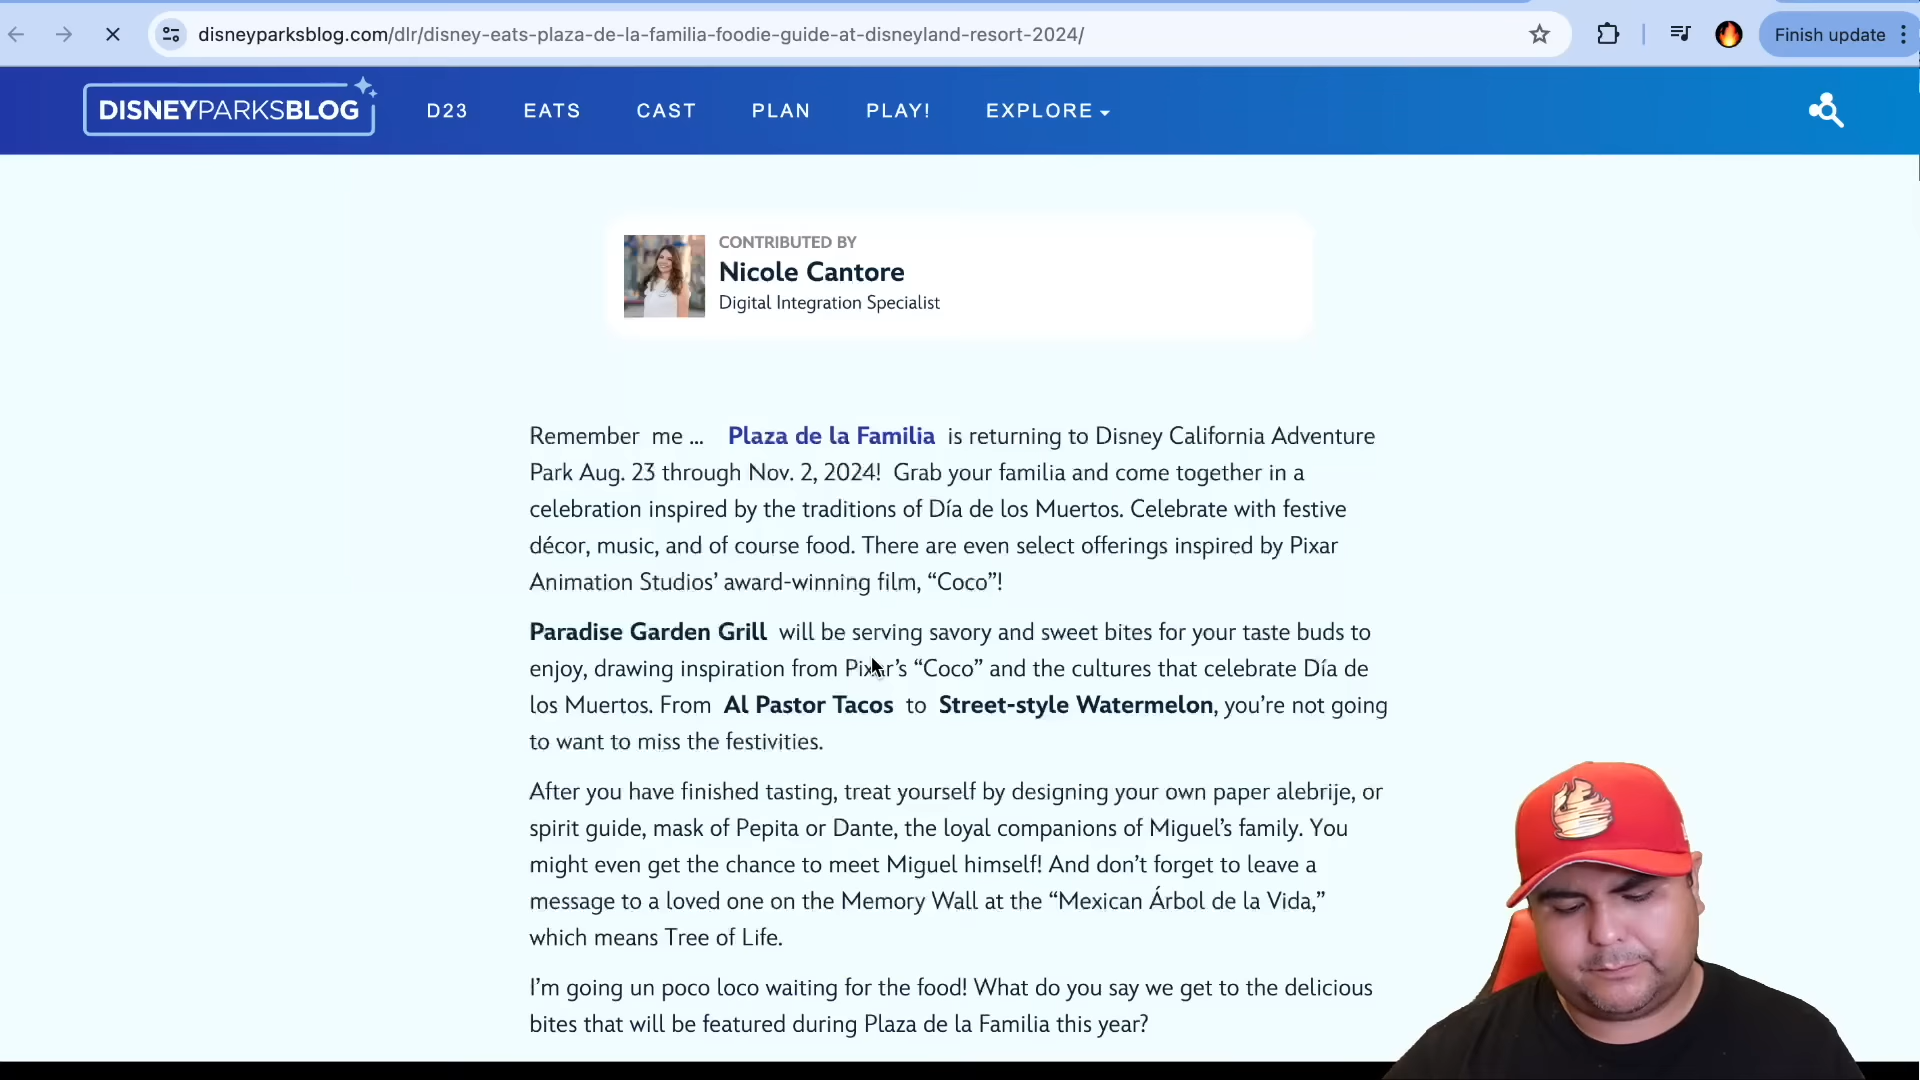 disneyparksblog.com/dlr/disney-eats-plaza-de-la-familia-foodie-guide-at-disneyland-resort-2024/
Finish update
DISNEYPARKSBLOG
D23
EATS
CAST
PLAN
PLAY!
EXPLORE
CONTRIBUTED BY
Nicole Cantore
Digital Integration Specialist
Remember me ... Plaza de la Familia is returning to Disney California Adventure
Park Aug. 23 through Nov. 2, 2024! Grab your familia and come together in a
celebration inspired by the traditions of Día de los Muertos. Celebrate with festive
décor, music, and of course food. There are even select offerings inspired by Pixar
Animation Studios’ award-winning film, “Coco”!
Paradise Garden Grill will be serving savory and sweet bites for your taste buds to
enjoy, drawing inspiration from Pixar’s “Coco” and the cultures that celebrate Día de
los Muertos. From Al Pastor Tacos to Street-style Watermelon, you’re not going
to want to miss the festivities.
After you have finished tasting, treat yourself by designing your own paper alebrije, or
spirit guide, mask of Pepita or Dante, the loyal companions of Miguel’s family. You
might even get the chance to meet Miguel himself! And don’t forget to leave a
message to a loved one on the Memory Wall at the “Mexican Árbol de la Vida,”
which means Tree of Life.
I’m going un poco loco waiting for the food! What do you say we get to the delicious
bites that will be featured during Plaza de la Familia this year?